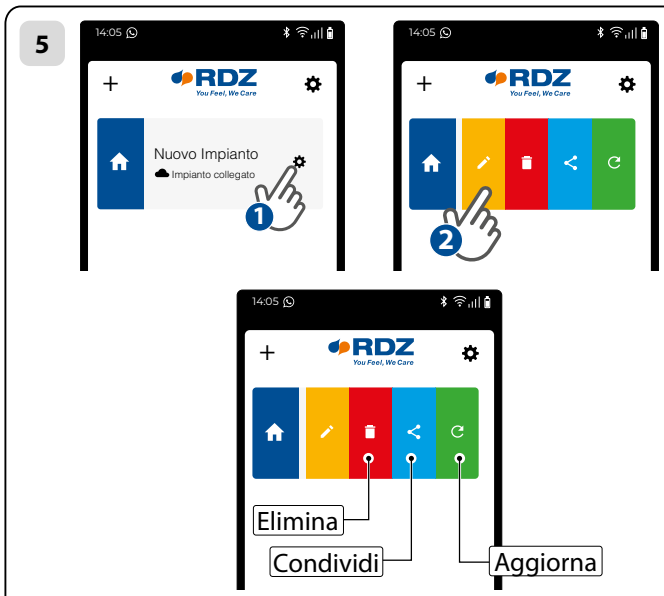 5
14:05
RDZ
You Feel, We Care
Nuovo Impianto
Impianto collegato
1
14:05
RDZ
You Feel, We Care
2
14:05
RDZ
You Feel, We Care
Elimina
Condividi
Aggiorna